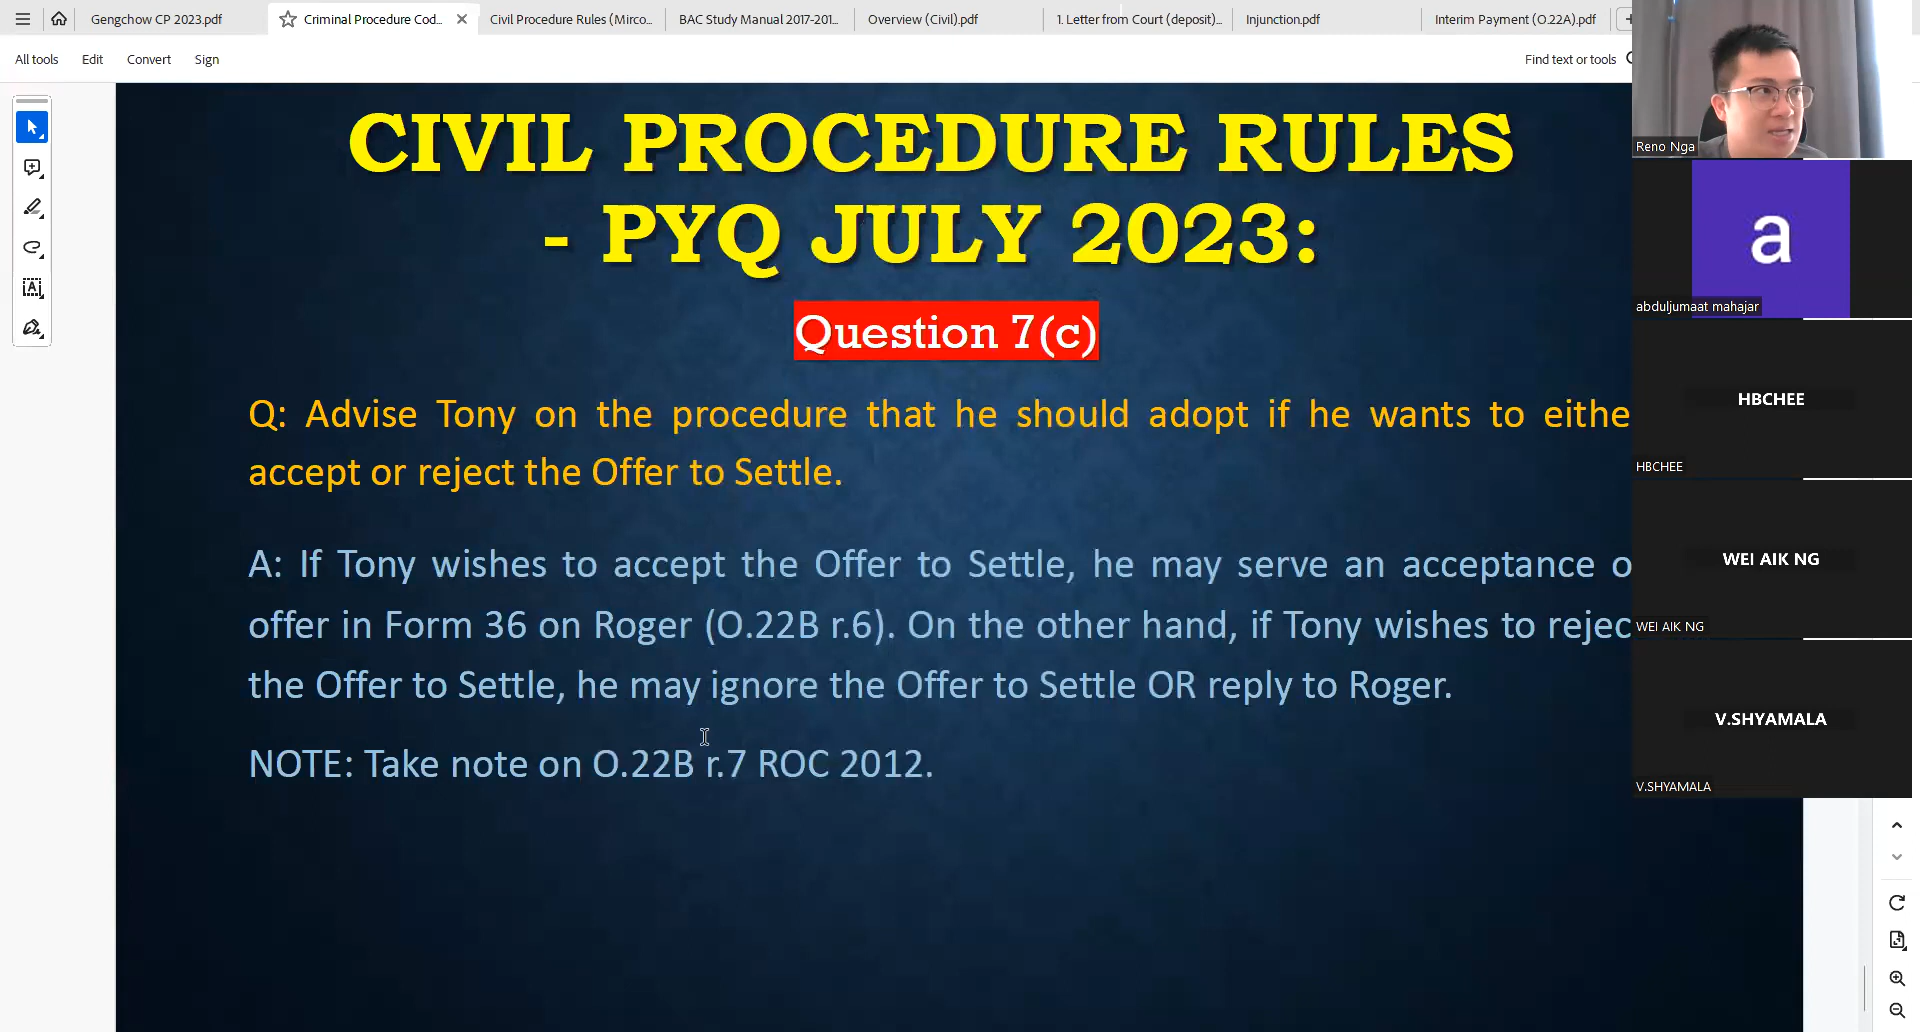 Gengchow CP 2023.pdf
Criminal Procedure Cod...
Civil Procedure Rules (Mirco...
BAC Study Manual 2017-201...
Overview (Civil).pdf
1. Letter from Court (deposit)...
Injunction.pdf
Interim Payment (O.22A).pdf
All tools
Edit
Convert
Sign
Find text or tools
CIVIL PROCEDURE RULES
- PYQ JULY 2023:
Question 7(c)
Q: Advise Tony on the procedure that he should adopt if he wants to eithe
accept or reject the Offer to Settle.
A: If Tony wishes to accept the Offer to Settle, he may serve an acceptance o
offer in Form 36 on Roger (O.22B r.6). On the other hand, if Tony wishes to rejec
the Offer to Settle, he may ignore the Offer to Settle OR reply to Roger.
NOTE: Take note on O.22B r.7 ROC 2012.
Reno Nga
a
abduljumaat mahajar
HBCHEE
HBCHEE
WEI AIK NG
WEI AIK NG
V.SHYAMALA
V.SHYAMALA